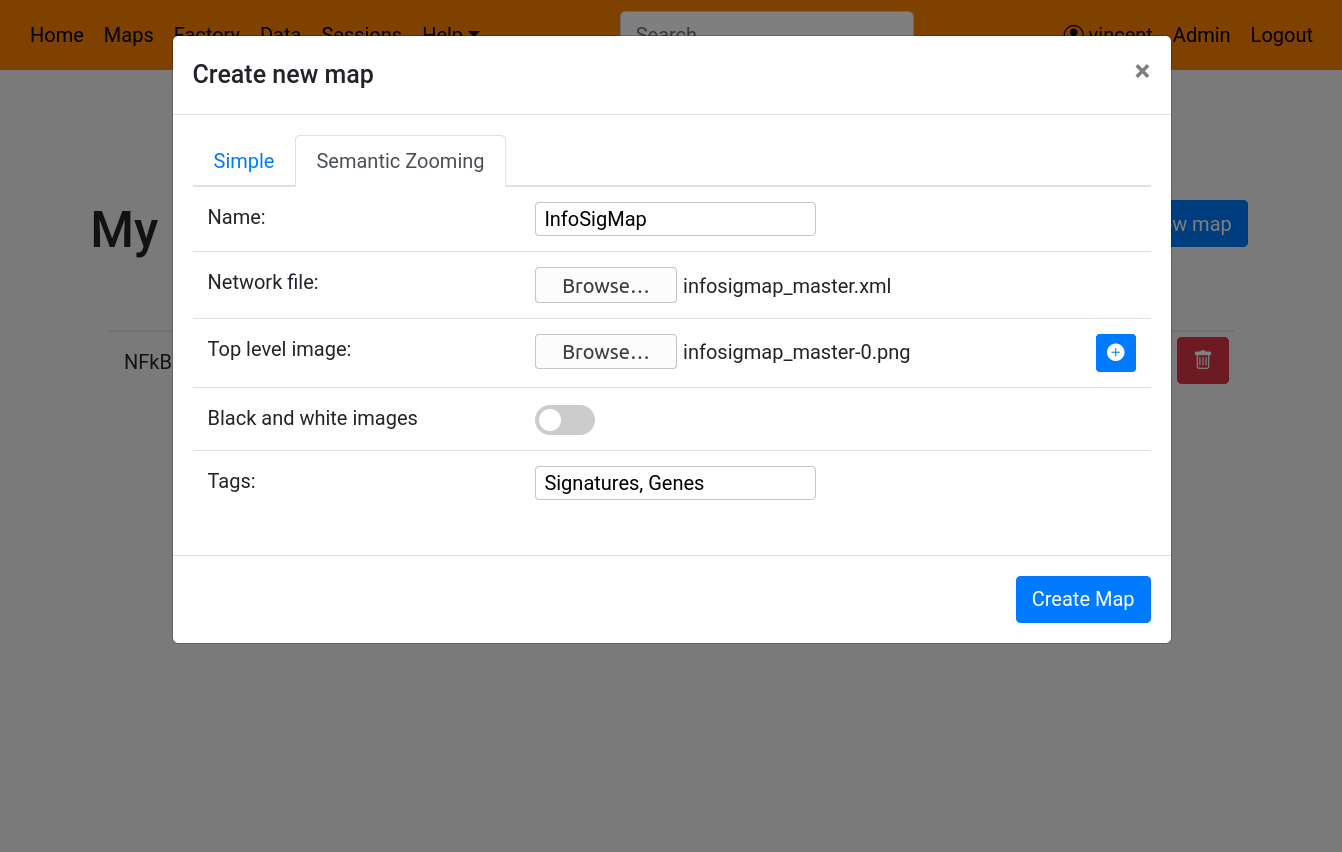 Home Maps Factory Data Sessions Help Search vincent Admin Logout
Create new map ×
Simple Semantic Zooming
Name: InfoSigMap
My w map
Network file: Browse... infosigmap_master.xml
Top level image: Browse... infosigmap_master-0.png
NFkB
Black and white images
Tags: Signatures, Genes
Create Map